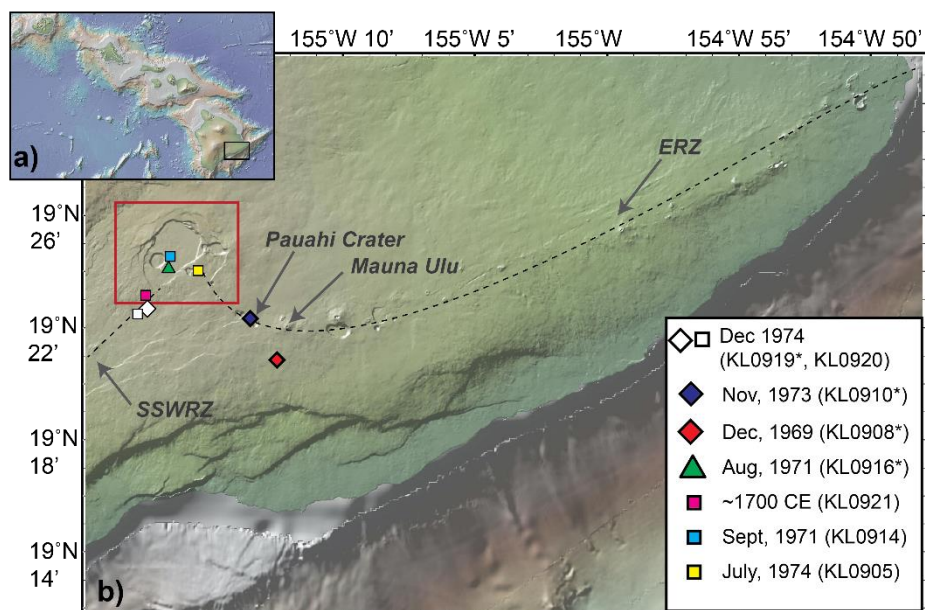 155˚W 10' 155˚W 5' 155˚W 154˚W 55' 154˚W 50'
a)
ERZ
19˚N
26'
Pauahi Crater
Mauna Ulu
19˚N
22'
SSWRZ
Dec 1974
(KL0919*, KL0920)
Nov, 1973 (KL0910*)
Dec, 1969 (KL0908*)
19˚N
18'
Aug, 1971 (KL0916*)
~1700 CE (KL0921)
Sept, 1971 (KL0914)
19˚N
14'
July, 1974 (KL0905)
b)